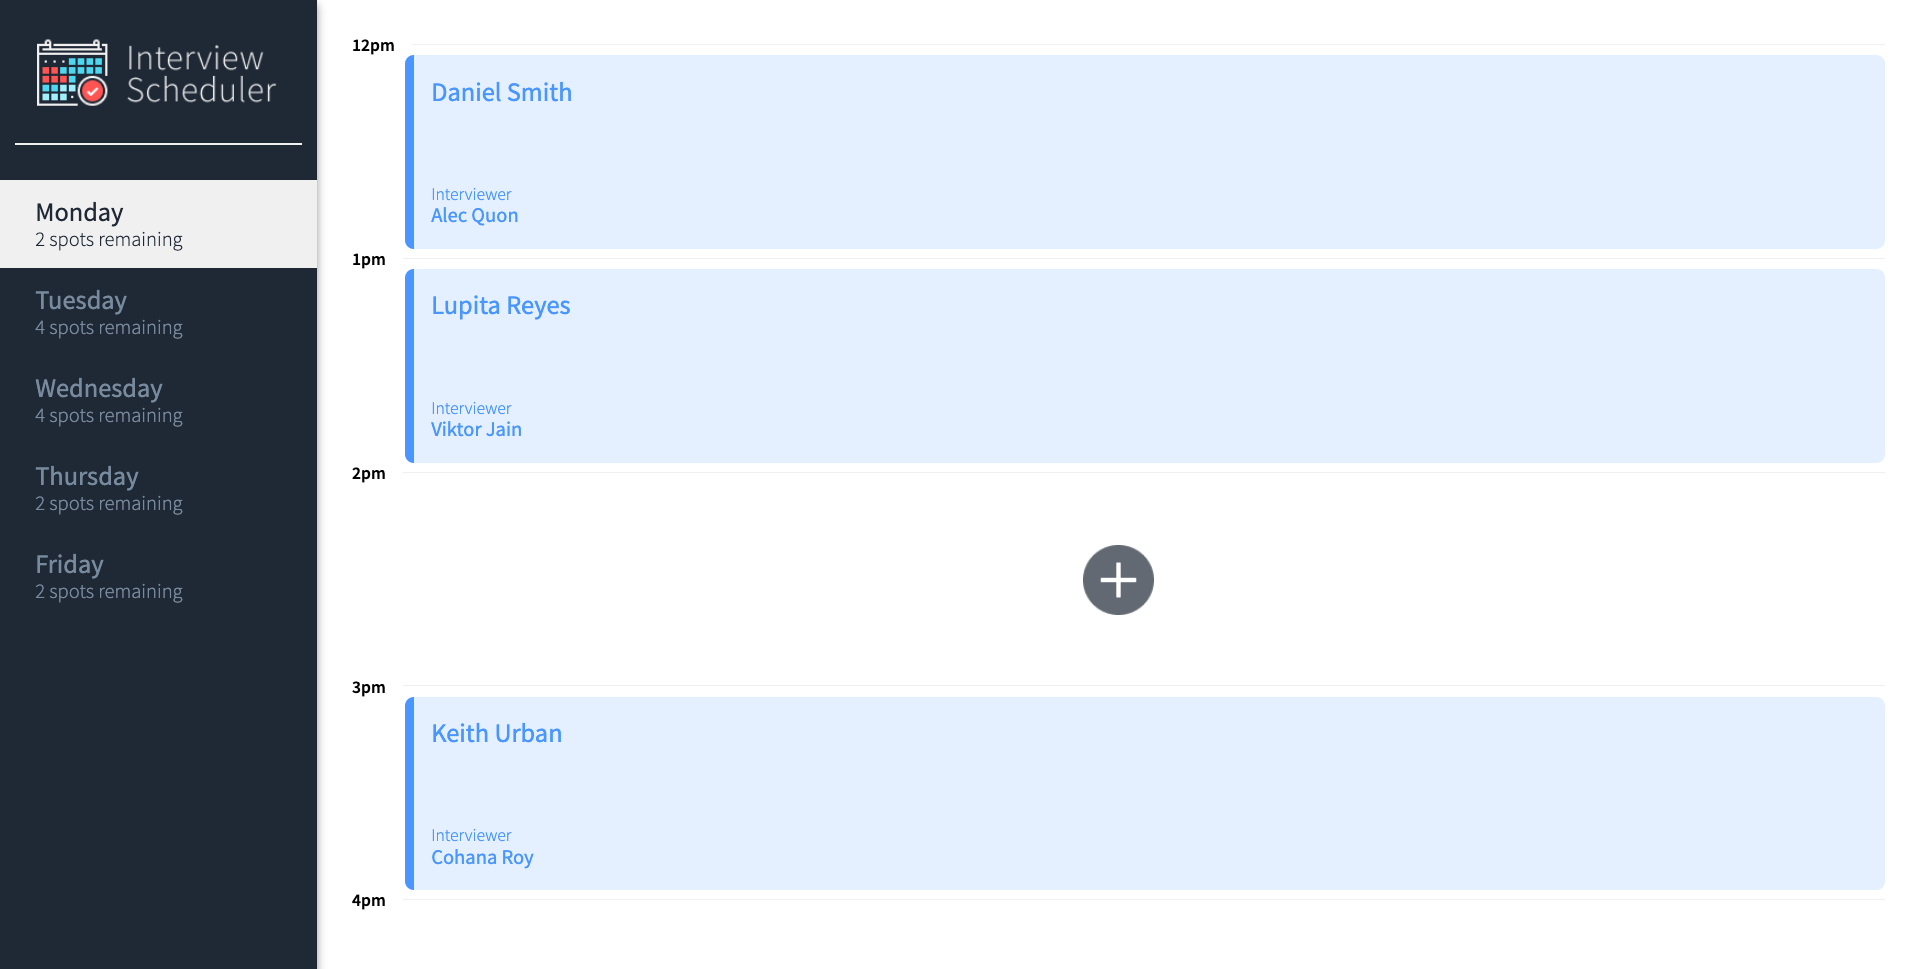 Interview
Scheduler
Monday
2 spots remaining
Tuesday
4 spots remaining
Wednesday
4 spots remaining
Thursday
2 spots remaining
Friday
2 spots remaining
12pm
Daniel Smith
Interviewer
Alec Quon
1pm
Lupita Reyes
Interviewer
Viktor Jain
2pm
3pm
Keith Urban
Interviewer
Cohana Roy
4pm